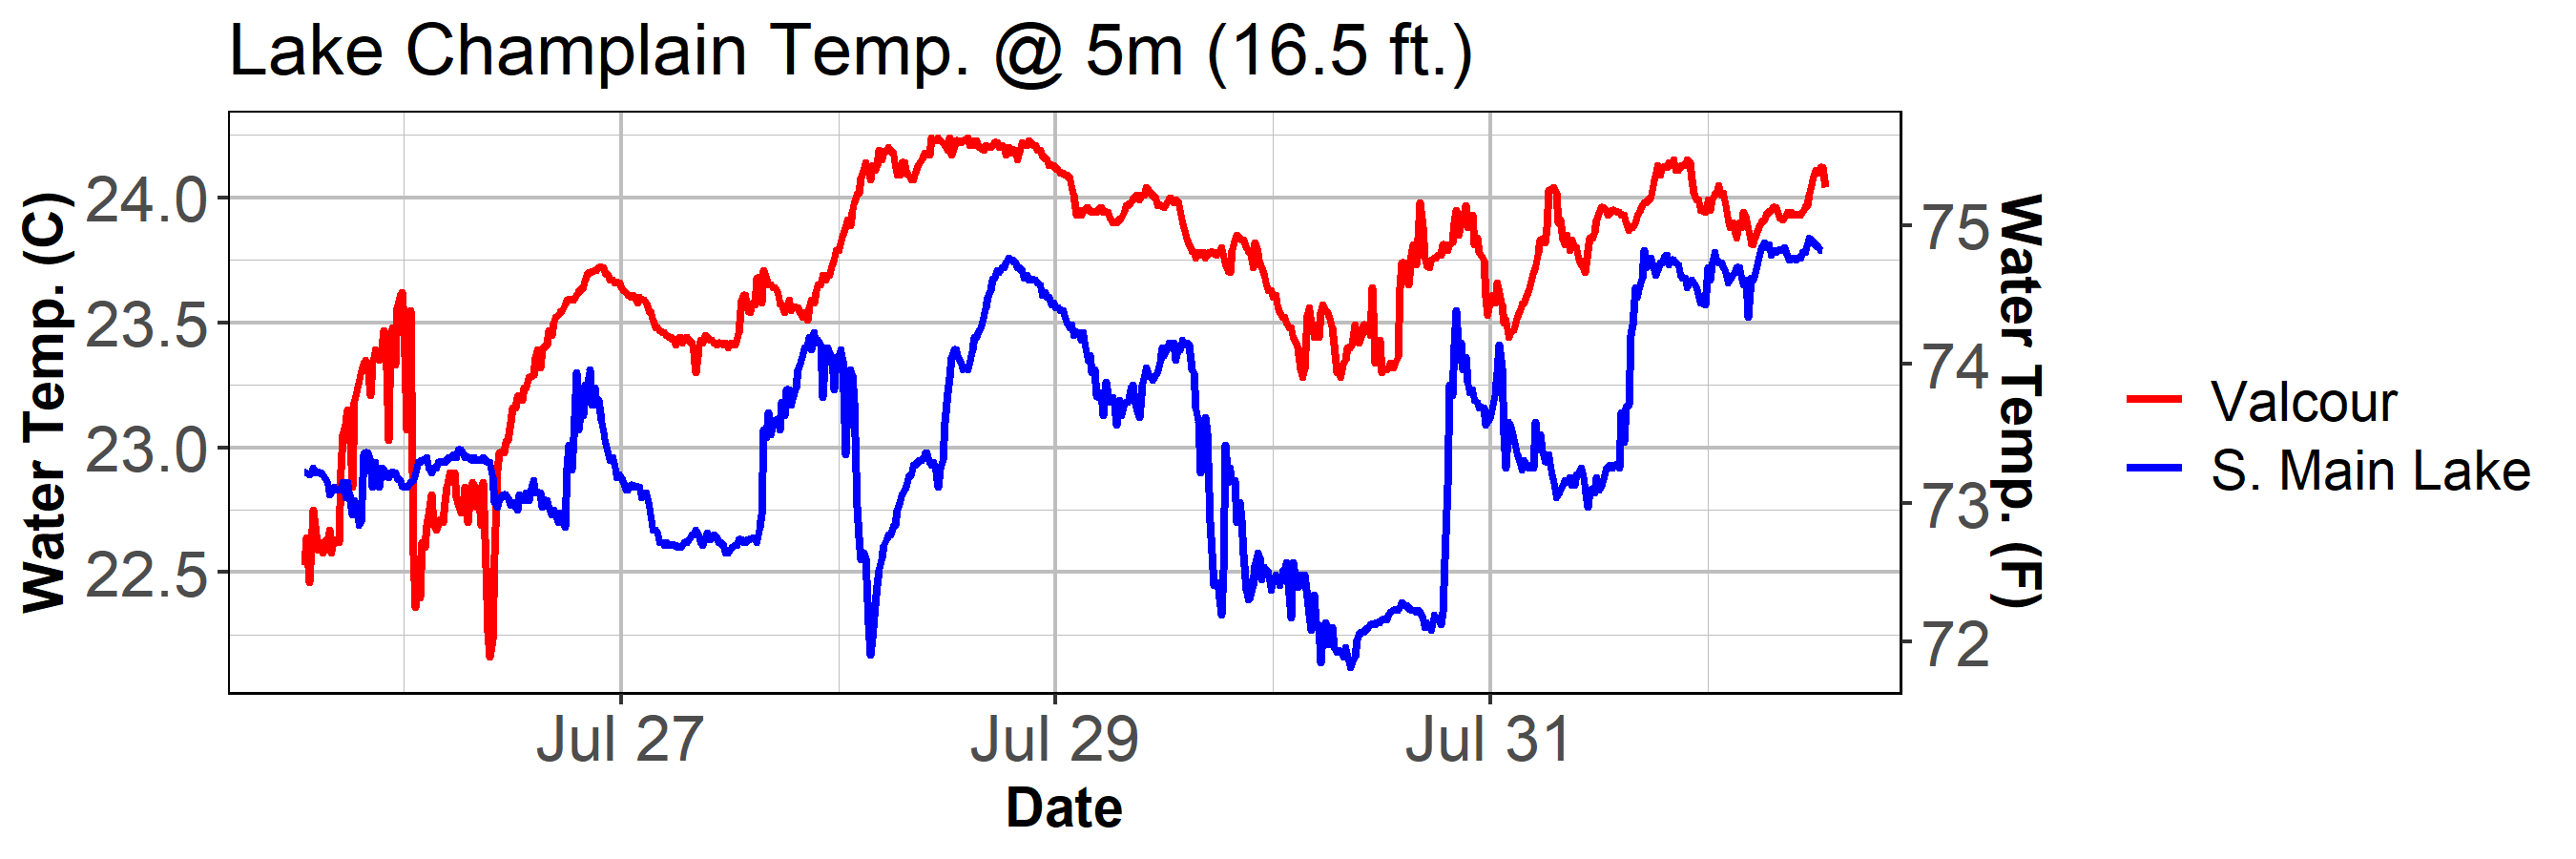 Lake Champlain Temp. @ 5m (16.5 ft.)
Water Temp. (C)
24.0
23.5
23.0
22.5
75
74
73
72
Water Temp. (F)
Jul 27
Jul 29
Jul 31
Date
Valcour
S. Main Lake